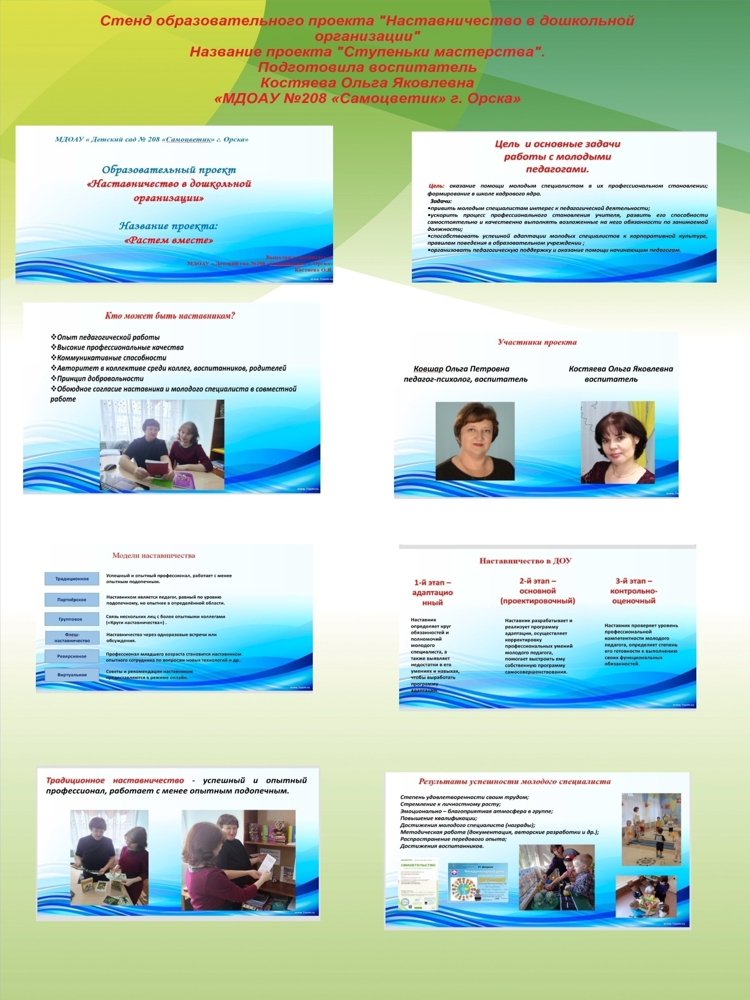 Стенд образовательного проекта "Наставничество в дошкольной
организации"
Название проекта "Ступеньки мастерства".
Подготовила воспитатель
Костяева Ольга Яковлевна
«МДОАУ №208 «Самоцветик» г. Орска»
МДОАУ « Детский сад № 208 «Самоцветик» г. Орска»
Образовательный проект
«Наставничество в дошкольной
организации»
Название проекта:
«Растем вместе»
Выполнила воспитатель
МДОАУ « Детский сад №208 «Самоцветик» г. Орска»
Костяева О.Я.
www.7oom.ru
Цель и основные задачи
работы с молодыми
педагогами.
Цель: оказание помощи молодым специалистам в их профессиональном становлении;
формирование в школе кадрового ядра.
Задачи:
•привить молодым специалистам интерес к педагогической деятельности;
•ускорить процесс профессионального становления учителя, развить его способности
самостоятельно и качественно выполнять возложенные на него обязанности по занимаемой
должности;
•способствовать успешной адаптации молодых специалистов к корпоративной культуре,
правилам поведения в образовательном учреждении ;
•организовать педагогическую поддержку и оказание помощи начинающим педагогам.
Кто может быть наставником?
❖Опыт педагогической работы
❖Высокие профессиональные качества
❖Коммуникативные способности
❖Авторитет в коллективе среди коллег, воспитанников, родителей
❖Принцип добровольности
❖Обоюдное согласие наставника и молодого специалиста в совместной
работе
www.7oom.ru
Участники проекта
Ковшар Ольга Петровна
педагог-психолог, воспитатель
Костяева Ольга Яковлевна
воспитатель
www.7o
Модели наставничества
Традиционное
Успешный и опытный профессионал, работает с менее
опытным подопечным.
Партнёрское
Наставником является педагог, равный по уровню
подопечному, но опытнее в определённой области.
Групповое
Связь нескольких лиц с более опытными коллегами
(«Круги наставничества») .
Флеш-
наставничество
Наставничество через одноразовые встречи или
обсуждения.
Реверсивное
Профессионал младшего возраста становится наставником
опытного сотрудника по вопросам новых технологий и др..
Виртуальное
Советы и рекомендации наставником
предоставляются в режиме онлайн.
www.7oom.ru
Наставничество в ДОУ
1-й этап –
адаптацио
нный
Наставник
определяет круг
обязанностей и
полномочий
молодого
специалиста, а
также выявляет
недостатки в его
умениях и навыках,
чтобы выработать
программу
адаптации.
2-й этап –
основной
(проектировочный)
Наставник разрабатывает и
реализует программу
адаптации, осуществляет
корректировку
профессиональных умений
молодого педагога,
помогает выстроить ему
собственную программу
самосовершенствования.
3-й этап –
контрольно-
оценочный
Наставник проверяет уровень
профессиональной
компетентности молодого
педагога, определяет степень
его готовности к выполнению
своих функциональных
обязанностей.
www.7oom.ru
Традиционное наставничество - успешный и опытный
профессионал, работает с менее опытным подопечным.
www.7oom.ru
Результаты успешности молодого специалиста
Степень удовлетворенности своим трудом;
Стремление к личностному росту;
Эмоционально – благоприятная атмосфера в группе;
Повышение квалификации;
Достижения молодого специалиста (награды);
Методическая работа (документация, авторские разработки и др.);
Распространение передового опыта;
Достижения воспитанников.
СВИДЕТЕЛЬСТВО
21 февраля
Международный день
родного языка
СЕРТИФИКАТ
www.7oom.ru